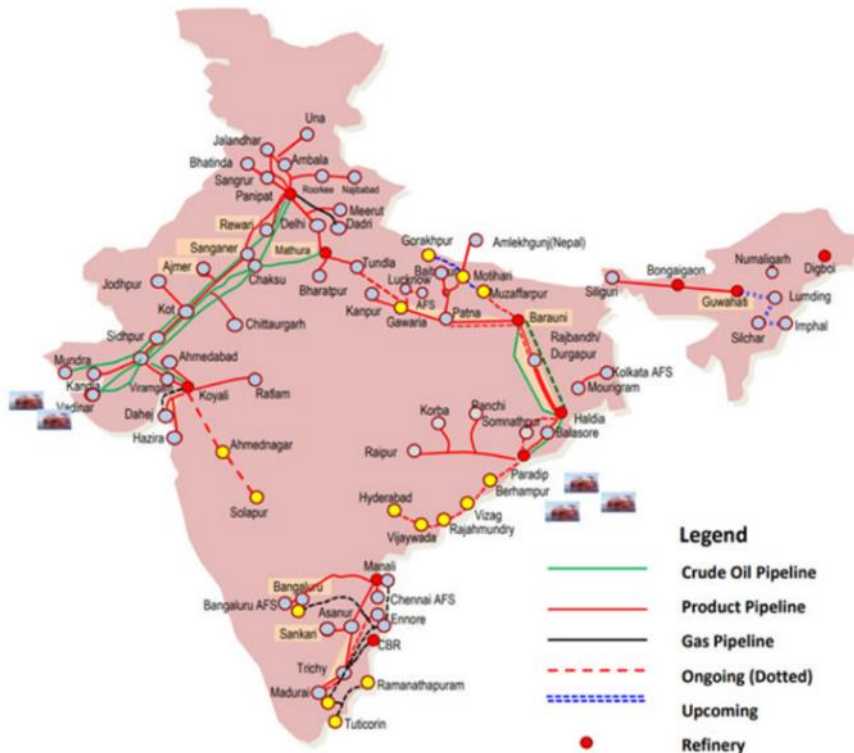 Una
Jalandhar
Bhatinda
Ambala
Sangrur
Roorkee
Najibabad
Panipat
Meerut
Rewari
Delhi
Dadri
Sanganer
Mathura
Gorakhpur
Amlekhgunj(Nepal)
Ajmer
Tundla
Motihari
Jodhpur
Chaksu
Lucknow
AFS
Bharatpur
Muzaffarpur
Kanpur
Kot
Chittaurgarh
Gawaria
Patna
Barauni
Siliguri
Bongaigaon
Numaligarh
Digboi
Guwahati
Lumding
Silchar
Imphal
Sidhpur
Mundra
Ahmedabad
Kandla
Viramgam
Vadinar
Koyali
Ratlam
Dahej
Hazira
Rajbandh/
Durgapur
Kolkata AFS
Mourigram
Haldia
Korba
Ranchi
Somnathpur
Balasore
Raipur
Paradip
Ahmednagar
Solapur
Berhampur
Hyderabad
Vizag
Vijaywada
Rajahmundry
Manali
Bangaluru
Bangaluru AFS
Chennai AFS
Asanur
Ennore
Sankari
CBR
Trichy
Madurai
Ramanathapuram
Tuticorin
Legend
Crude Oil Pipeline
Product Pipeline
Gas Pipeline
Ongoing (Dotted)
Upcoming
Refinery